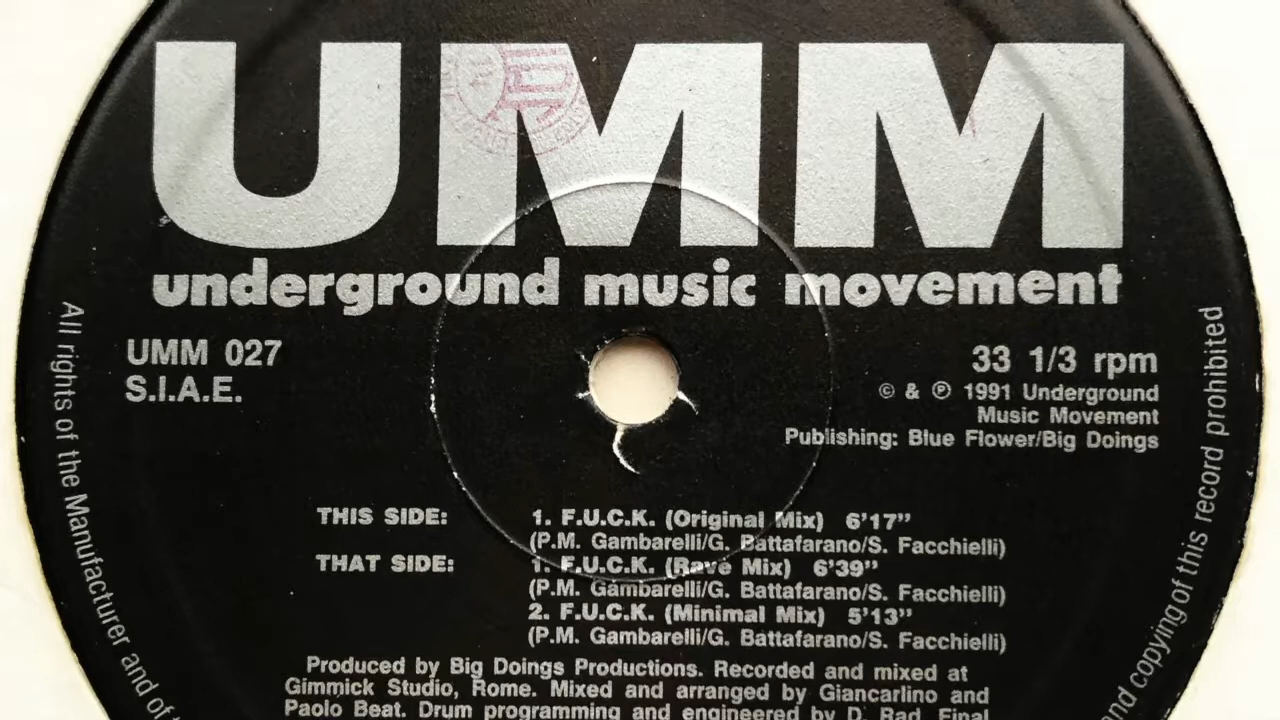 UMM
underground music movement
UMM 027
S.I.A.E.
33 1/3 rpm
© & ℗ 1991 Underground
Music Movement
Publishing: Blue Flower/Big Doings
THIS SIDE: 1. F.U.C.K. (Original Mix) 6'17"
(P.M. Gambarelli/G. Battafarano/S. Facchielli)
THAT SIDE: 1. F.U.C.K. (Rave Mix) 6'39"
(P.M. Gambarelli/G. Battafarano/S. Facchielli)
2. F.U.C.K. (Minimal Mix) 5'13"
(P.M. Gambarelli/G. Battafarano/S. Facchielli)
Produced by Big Doings Productions. Recorded and mixed at
Gimmick Studio, Rome. Mixed and arranged by Giancarlino and
Paolo Beat. Drum programming and engineered by D. Rad. Final
All rights of the Manufacturer and of
and copying of this record prohibited